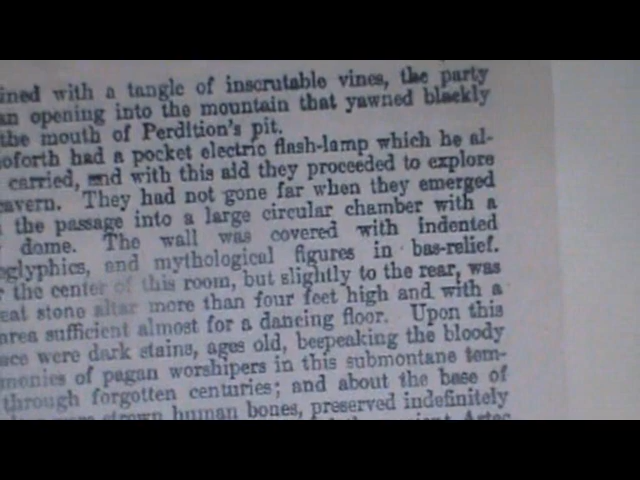 ined with a tangle of inscrutable vines, the party
an opening into the mountain that yawned blackly
the mouth of Perdition's pit.
oforth had a pocket electric flash-lamp which he al-
carried, and with this aid they proceeded to explore
cavern. They had not gone far when they emerged
the passage into a large circular chamber with a
dome. The wall was covered with indented
oglyphics, and mythological figures in bas-relief.
the center of this room, but slightly to the rear, was
eat stone altar more than four feet high and with a
area sufficient almost for a dancing floor. Upon this
ace were dark stains, ages old, bespeaking the bloody
monies of pagan worshipers in this submontane tem-
through forgotten centuries; and about the base of
were strown human bones, preserved indefinitely